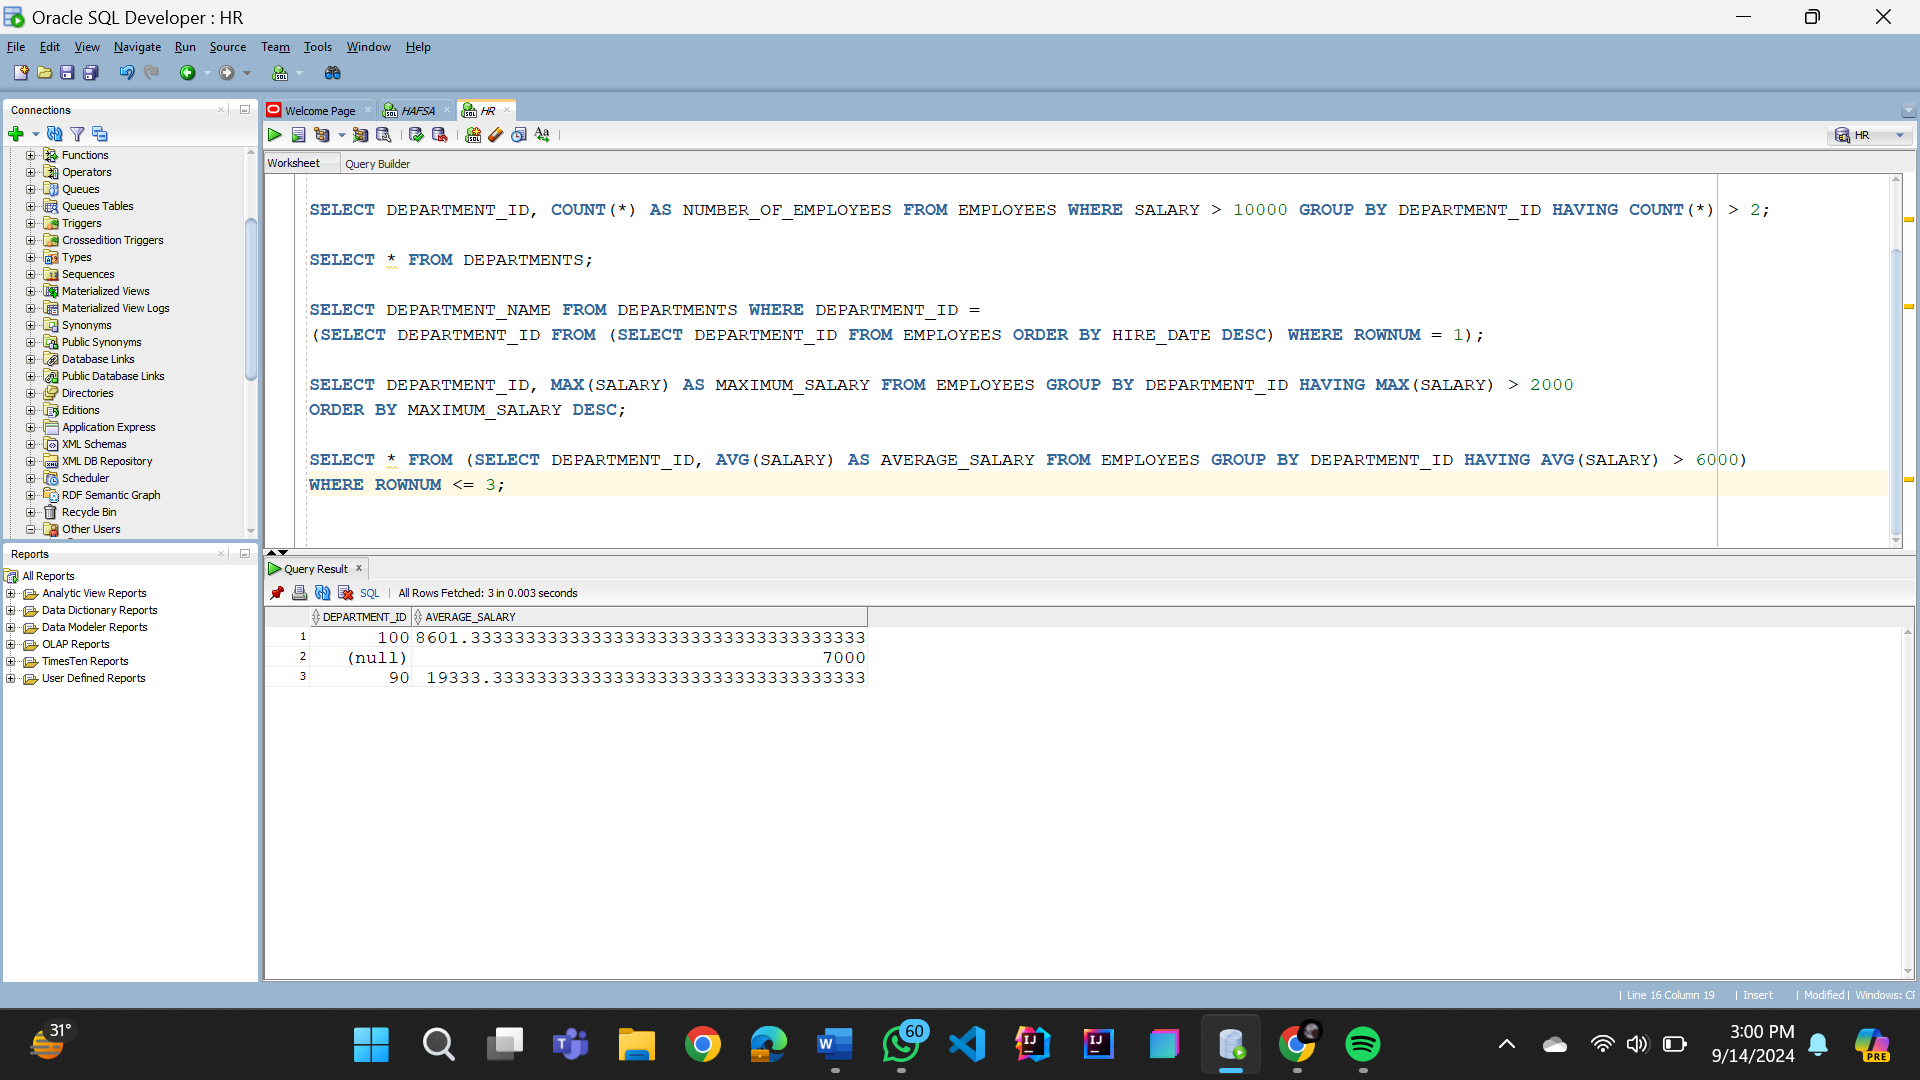 Oracle SQL Developer : HR
File Edit View Navigate Run Source Team Tools Window Help
Connections
Functions
Operators
Queues
Queues Tables
Triggers
Crossedition Triggers
Types
Sequences
Materialized Views
Materialized View Logs
Synonyms
Public Synonyms
Database Links
Public Database Links
Directories
Editions
Application Express
XML Schemas
XML DB Repository
Scheduler
RDF Semantic Graph
Recycle Bin
Other Users
Reports
All Reports
Analytic View Reports
Data Dictionary Reports
Data Modeler Reports
OLAP Reports
TimesTen Reports
User Defined Reports
Welcome Page HAFSA HR
HR
Worksheet Query Builder
SELECT DEPARTMENT_ID, COUNT(*) AS NUMBER_OF_EMPLOYEES FROM EMPLOYEES WHERE SALARY > 10000 GROUP BY DEPARTMENT_ID HAVING COUNT(*) > 2;
SELECT * FROM DEPARTMENTS;
SELECT DEPARTMENT_NAME FROM DEPARTMENTS WHERE DEPARTMENT_ID =
(SELECT DEPARTMENT_ID FROM (SELECT DEPARTMENT_ID FROM EMPLOYEES ORDER BY HIRE_DATE DESC) WHERE ROWNUM = 1);
SELECT DEPARTMENT_ID, MAX(SALARY) AS MAXIMUM_SALARY FROM EMPLOYEES GROUP BY DEPARTMENT_ID HAVING MAX(SALARY) > 2000
ORDER BY MAXIMUM_SALARY DESC;
SELECT * FROM (SELECT DEPARTMENT_ID, AVG(SALARY) AS AVERAGE_SALARY FROM EMPLOYEES GROUP BY DEPARTMENT_ID HAVING AVG(SALARY) > 6000)
WHERE ROWNUM <= 3;
Query Result
SQL | All Rows Fetched: 3 in 0.003 seconds
DEPARTMENT_ID AVERAGE_SALARY
1 100 8601.333333333333333333333333333333333333
2 (null) 7000
3 90 19333.3333333333333333333333333333333333
| Line 16 Column 19 | Insert | Modified | Windows: CF
31°
60
3:00 PM
9/14/2024
PRE